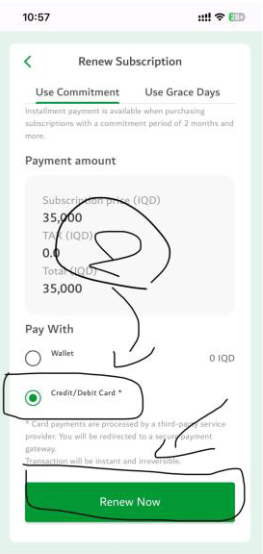 10:57
Renew Subscription
Use Commitment Use Grace Days
Installment payment is available when purchasing
subscriptions with a commitment period of 2 months and
more.
Payment amount
Subscription price (IQD)
35,000
TAX (IQD)
0.0
Total (IQD)
35,000
2
Pay With
Wallet
0 IQD
Credit/Debit Card *
* Card payments are processed by a third-party service
provider. You will be redirected to a secure payment
gateway.
Transaction will be instant and irreversible.
Renew Now